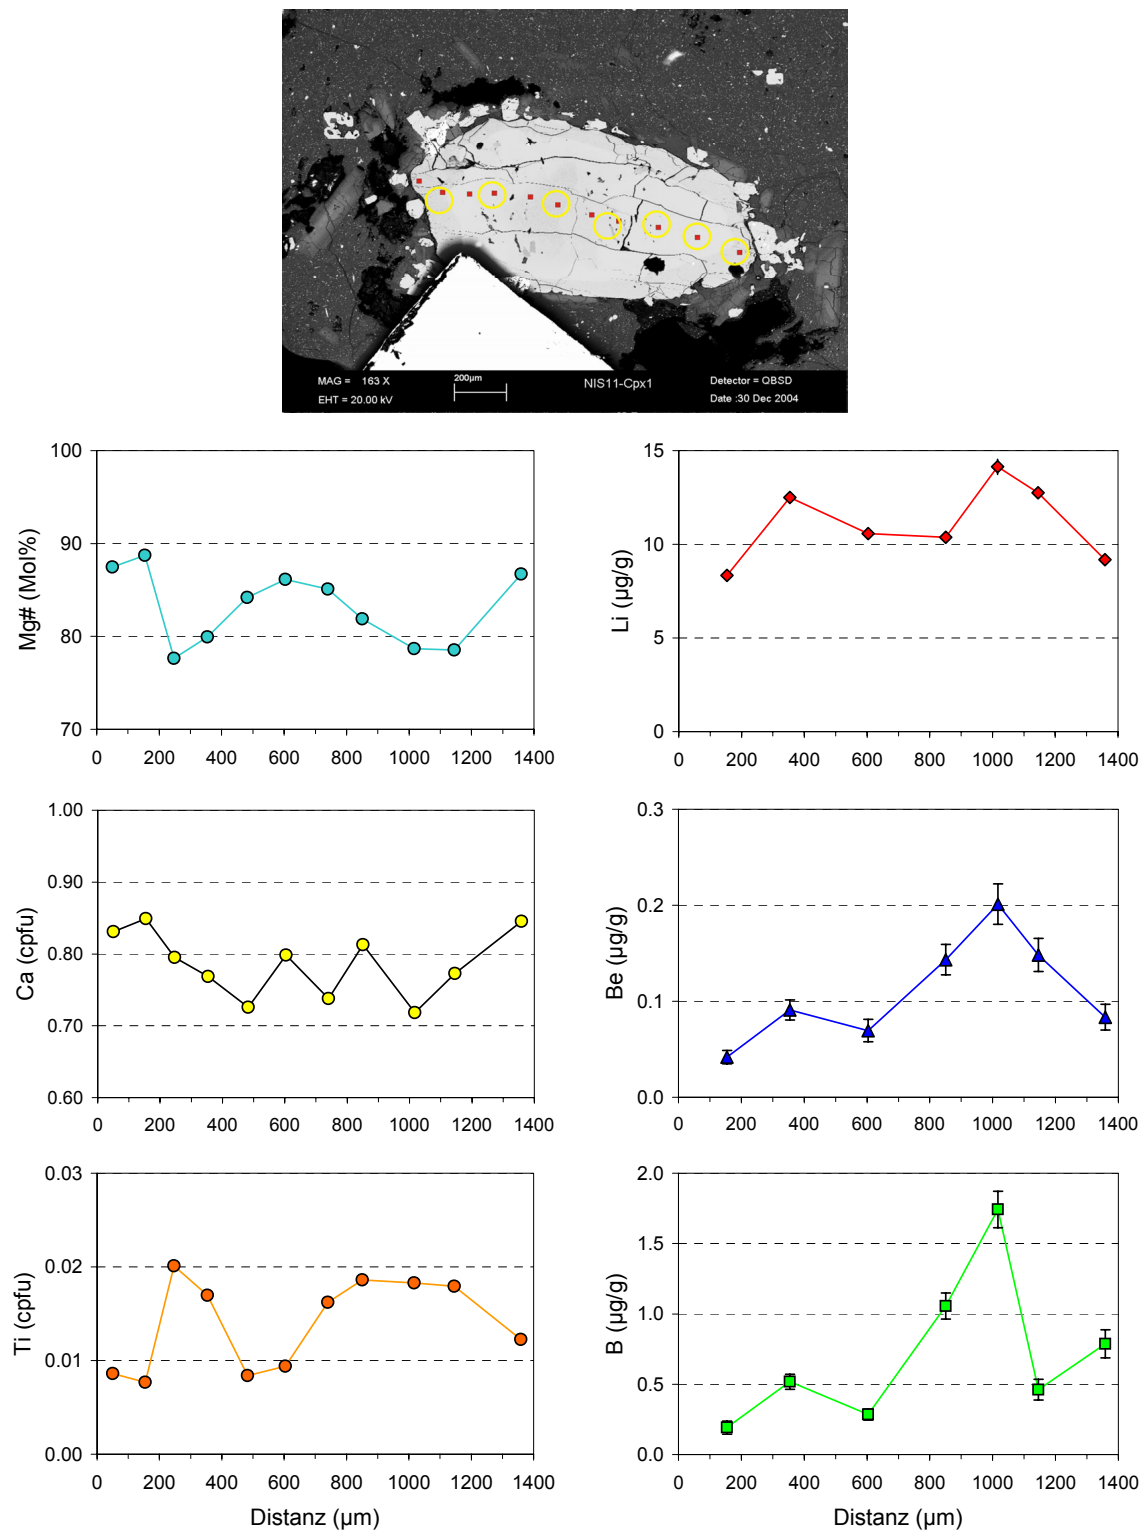 MAG = 163 X
EHT = 20.00 kV
200µm
NIS11-Cpx1
Detector = QBSD
Date :30 Dec 2004
100
90
80
70
Mg# (Mol%)
0 200 400 600 800 1000 1200 1400
15
10
5
0
Li (µg/g)
0 200 400 600 800 1000 1200 1400
1.00
0.90
0.80
0.70
0.60
Ca (cpfu)
0 200 400 600 800 1000 1200 1400
0.3
0.2
0.1
0.0
Be (µg/g)
0 200 400 600 800 1000 1200 1400
0.03
0.02
0.01
0.00
Ti (cpfu)
0 200 400 600 800 1000 1200 1400
Distanz (µm)
2.0
1.5
1.0
0.5
0.0
B (µg/g)
0 200 400 600 800 1000 1200 1400
Distanz (µm)